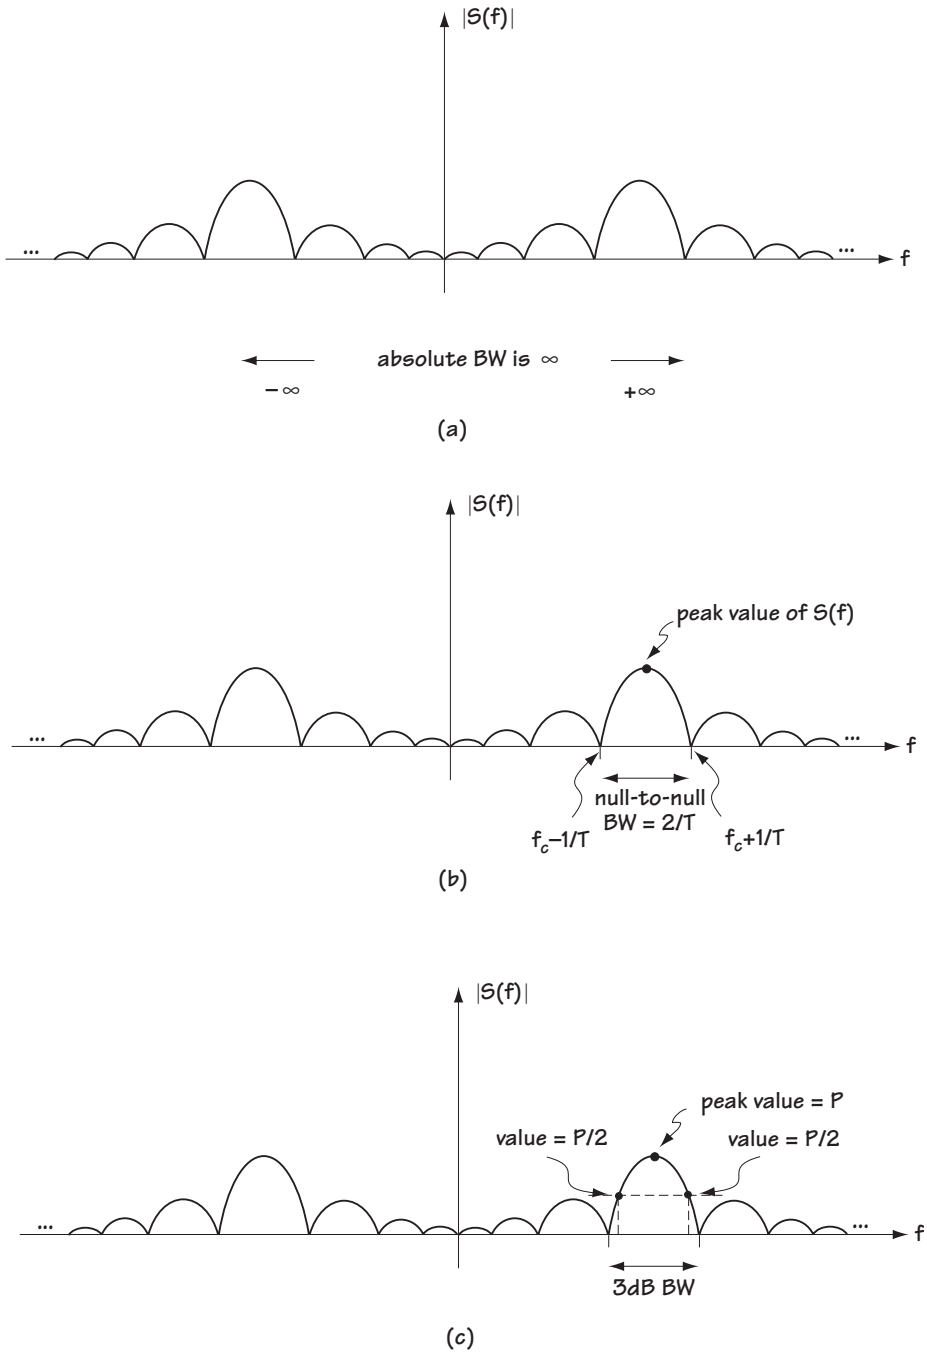 |S(f)|
... ...
f
absolute BW is ∞
−∞ +∞
(a)
|S(f)|
peak value of S(f)
... ...
f
null-to-null
BW = 2/T
f_c−1/T f_c+1/T
(b)
|S(f)|
peak value = P
value = P/2 value = P/2
... ...
f
3dB BW
(c)